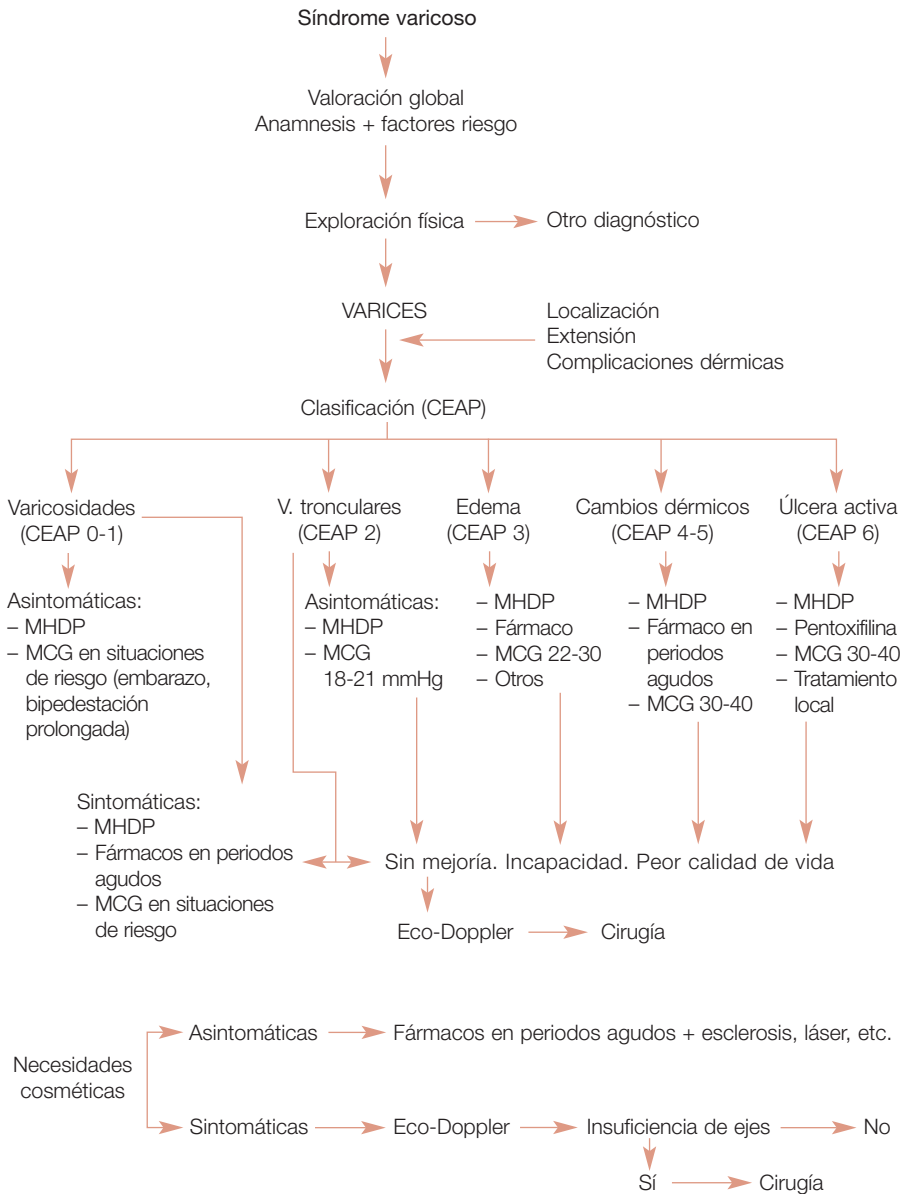 Síndrome varicoso
Valoración global
Anamnesis + factores riesgo
Exploración física
Otro diagnóstico
VARICES
Localización
Extensión
Complicaciones dérmicas
Clasificación (CEAP)
Varicosidades
(CEAP 0-1)
V. tronculares
(CEAP 2)
Edema
(CEAP 3)
Cambios dérmicos
(CEAP 4-5)
Úlcera activa
(CEAP 6)
Asintomáticas:
– MHDP
– MCG en situaciones
de riesgo (embarazo,
bipedestación
prolongada)
Asintomáticas:
– MHDP
– MCG
18-21 mmHg
– MHDP
– Fármaco
– MCG 22-30
– Otros
– MHDP
– Fármaco en
periodos
agudos
– MCG 30-40
– MHDP
– Pentoxifilina
– MCG 30-40
– Tratamiento
local
Sintomáticas:
– MHDP
– Fármacos en periodos
agudos
– MCG en situaciones
de riesgo
Sin mejoría. Incapacidad. Peor calidad de vida
Eco-Doppler
Cirugía
Necesidades
cosméticas
Asintomáticas
Fármacos en periodos agudos + esclerosis, láser, etc.
Sintomáticas
Eco-Doppler
Insuficiencia de ejes
No
Sí
Cirugía